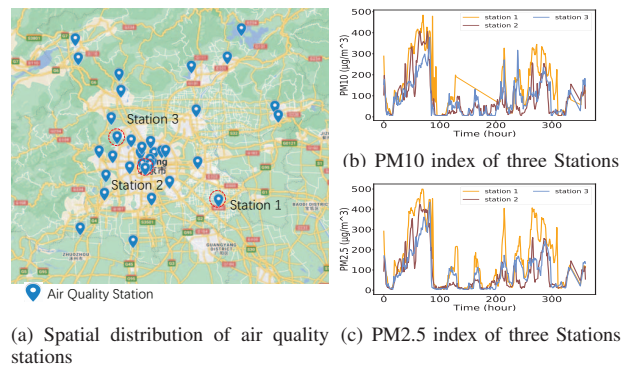 Station 3
Station 2
Station 1
Air Quality Station
(a) Spatial distribution of air quality
stations
PM10 (μg/m^3)
500
400
300
200
100
0
station 1
station 2
station 3
0
100
200
300
Time (hour)
(b) PM10 index of three Stations
PM2.5 (μg/m^3)
500
400
300
200
100
0
station 1
station 2
station 3
0
100
200
300
Time (hour)
(c) PM2.5 index of three Stations